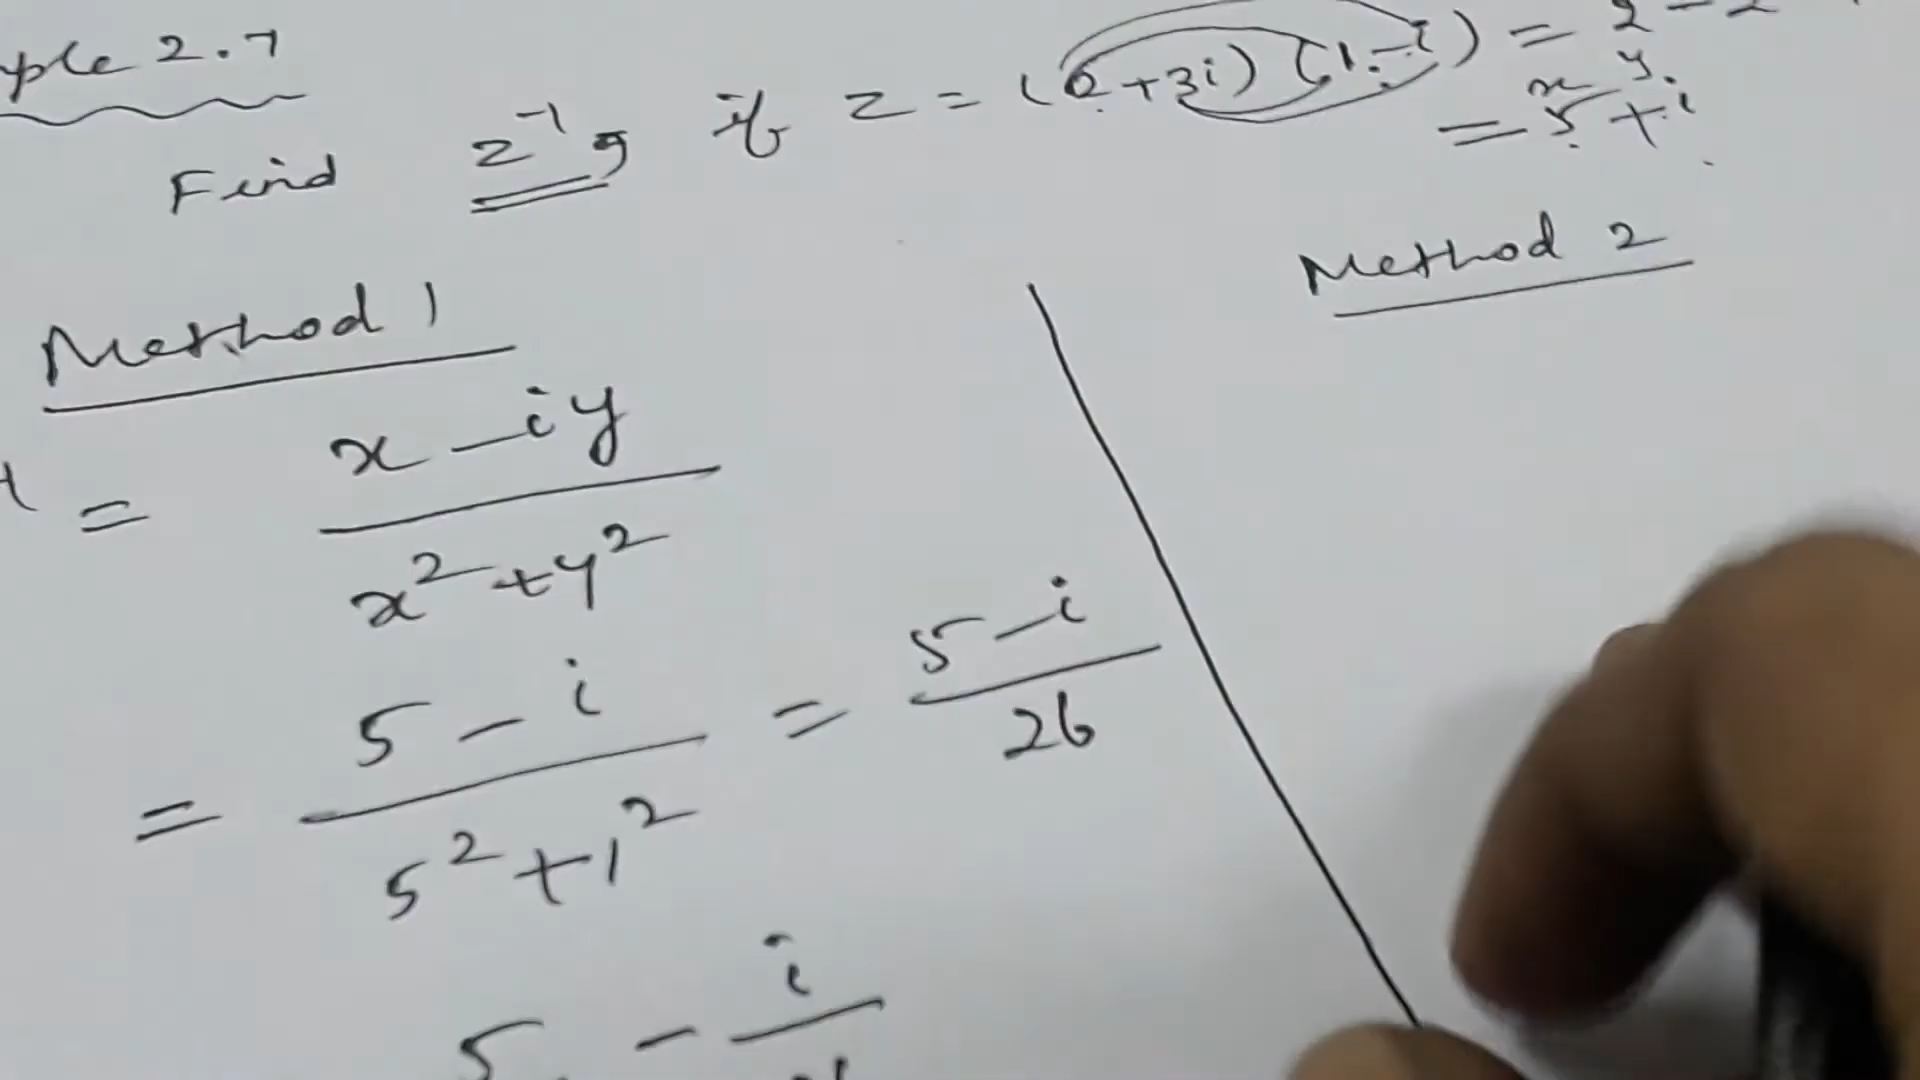 2.7
Find z⁻¹, if z = (2+3i)(1-i) = 2-2
x y
= 5+i
Method 1
Method 2
= x-iy / x²+y²
= 5-i / 5²+1² = 5-i / 26
5 - i